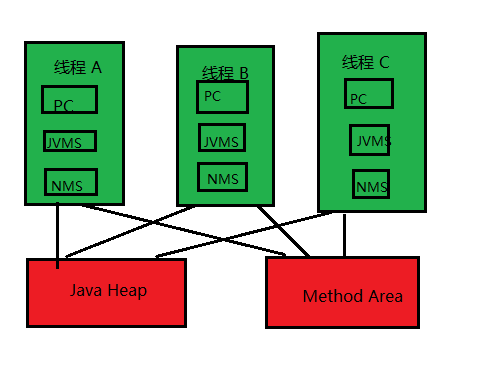 线程 A
PC
JVMS
NMS
线程 B
PC
JVMS
NMS
线程 C
PC
JVMS
NMS
Java Heap
Method Area